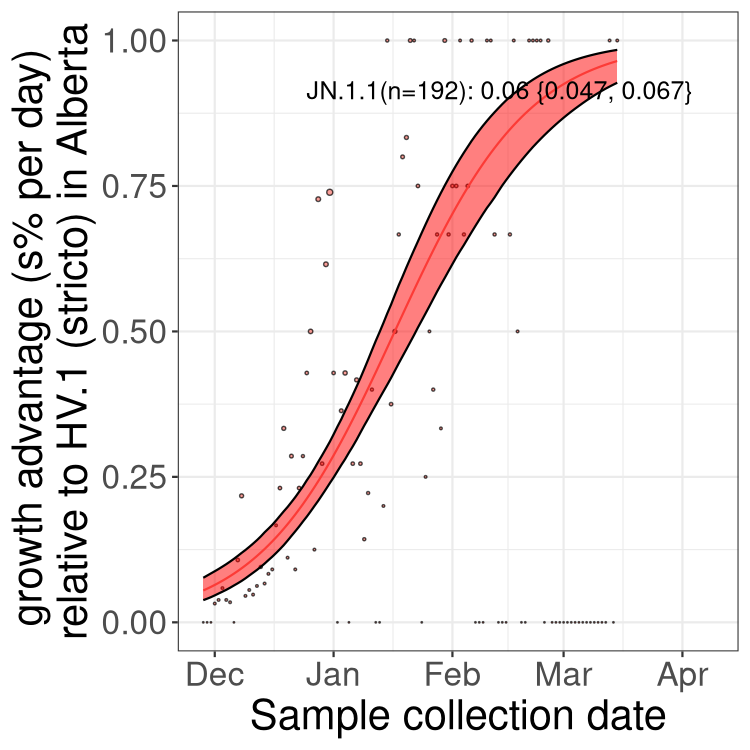 growth advantage (s% per day)
relative to HV.1 (stricto) in Alberta
1.00
0.75
0.50
0.25
0.00
JN.1.1(n=192): 0.06 {0.047, 0.067}
Dec Jan Feb Mar Apr
Sample collection date